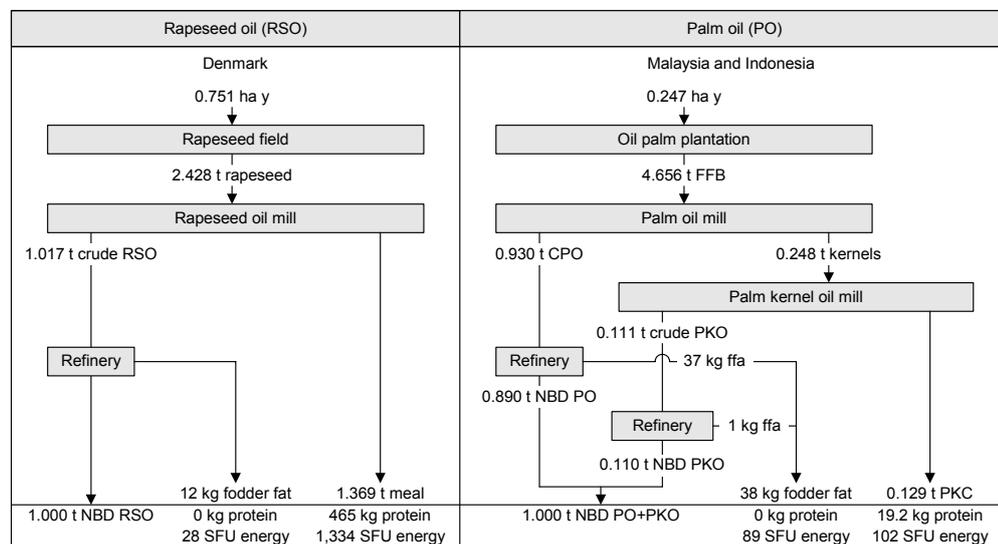 Rapeseed oil (RSO)
Denmark
0.751 ha y
Rapeseed field
2.428 t rapeseed
Rapeseed oil mill
1.017 t crude RSO
Refinery
12 kg fodder fat
1.369 t meal
1.000 t NBD RSO
0 kg protein
465 kg protein
28 SFU energy
1,334 SFU energy
Palm oil (PO)
Malaysia and Indonesia
0.247 ha y
Oil palm plantation
4.656 t FFB
Palm oil mill
0.930 t CPO
0.248 t kernels
Palm kernel oil mill
0.111 t crude PKO
Refinery
37 kg ffa
0.890 t NBD PO
Refinery
1 kg ffa
0.110 t NBD PKO
38 kg fodder fat
0.129 t PKC
1.000 t NBD PO+PKO
0 kg protein
19.2 kg protein
89 SFU energy
102 SFU energy